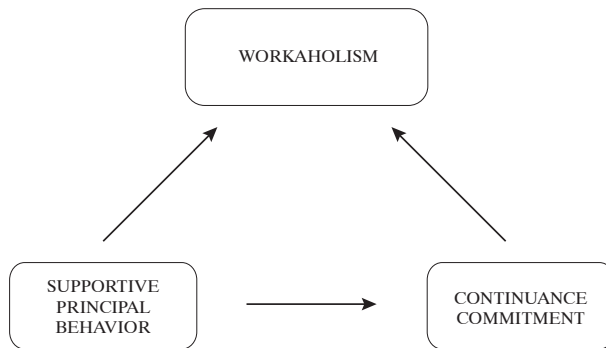 WORKAHOLISM
SUPPORTIVE
PRINCIPAL
BEHAVIOR
CONTINUANCE
COMMITMENT